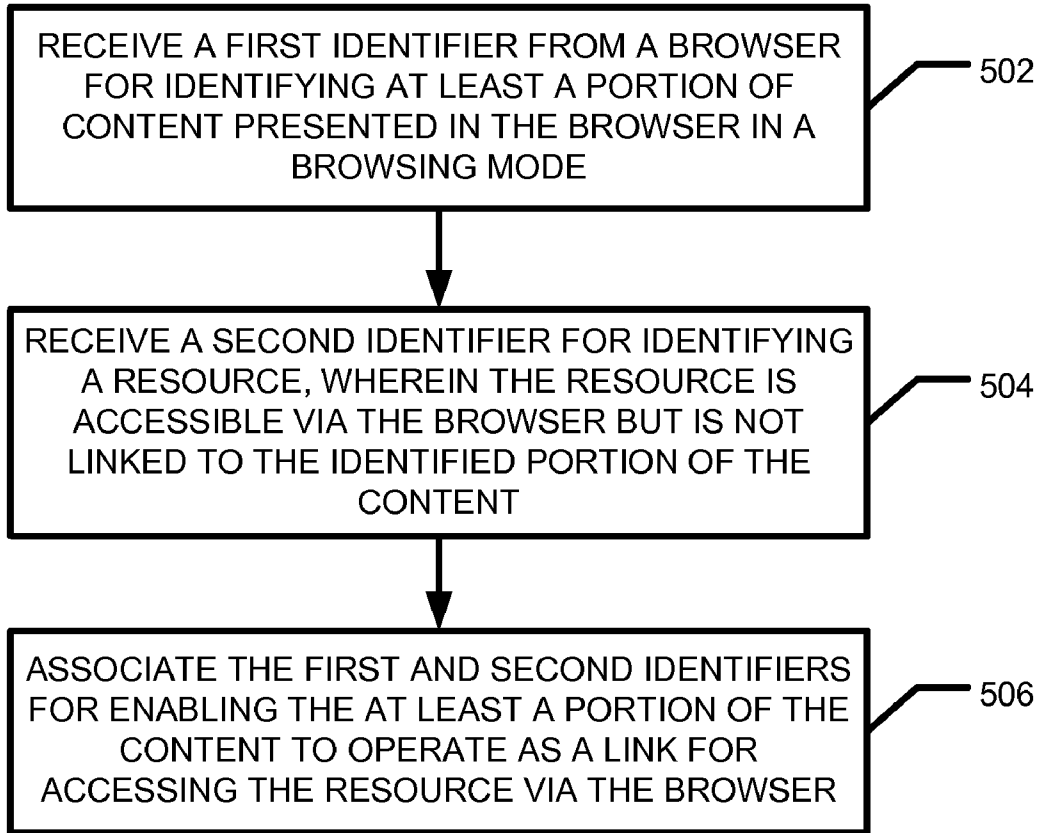 RECEIVE A FIRST IDENTIFIER FROM A BROWSER
FOR IDENTIFYING AT LEAST A PORTION OF
CONTENT PRESENTED IN THE BROWSER IN A
BROWSING MODE
502
RECEIVE A SECOND IDENTIFIER FOR IDENTIFYING
A RESOURCE, WHEREIN THE RESOURCE IS
ACCESSIBLE VIA THE BROWSER BUT IS NOT
LINKED TO THE IDENTIFIED PORTION OF THE
CONTENT
504
ASSOCIATE THE FIRST AND SECOND IDENTIFIERS
FOR ENABLING THE AT LEAST A PORTION OF THE
CONTENT TO OPERATE AS A LINK FOR
ACCESSING THE RESOURCE VIA THE BROWSER
506